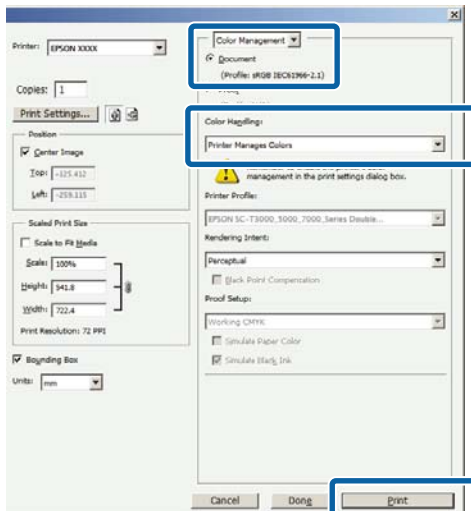 Printer: EPSON XXXX
Copies: 1
Print Settings...
Position
Center Image
Top: -125.412
Left: -259.115
Scaled Print Size
Scale to Fit Media
Scale: 100%
Height: 541.8
Width: 722.4
Print Resolution: 72 PPI
Bounding Box
Units: mm
Color Management
Document
(Profile: sRGB IEC61966-2.1)
Color Handling:
Printer Manages Colors
management in the print settings dialog box.
Printer Profile:
EPSON SC-T3000_5000_7000_Series Double...
Rendering Intent:
Perceptual
Black Point Compensation
Proof Setup:
Working CMYK
Simulate Paper Color
Simulate Black Ink
Cancel
Done
Print